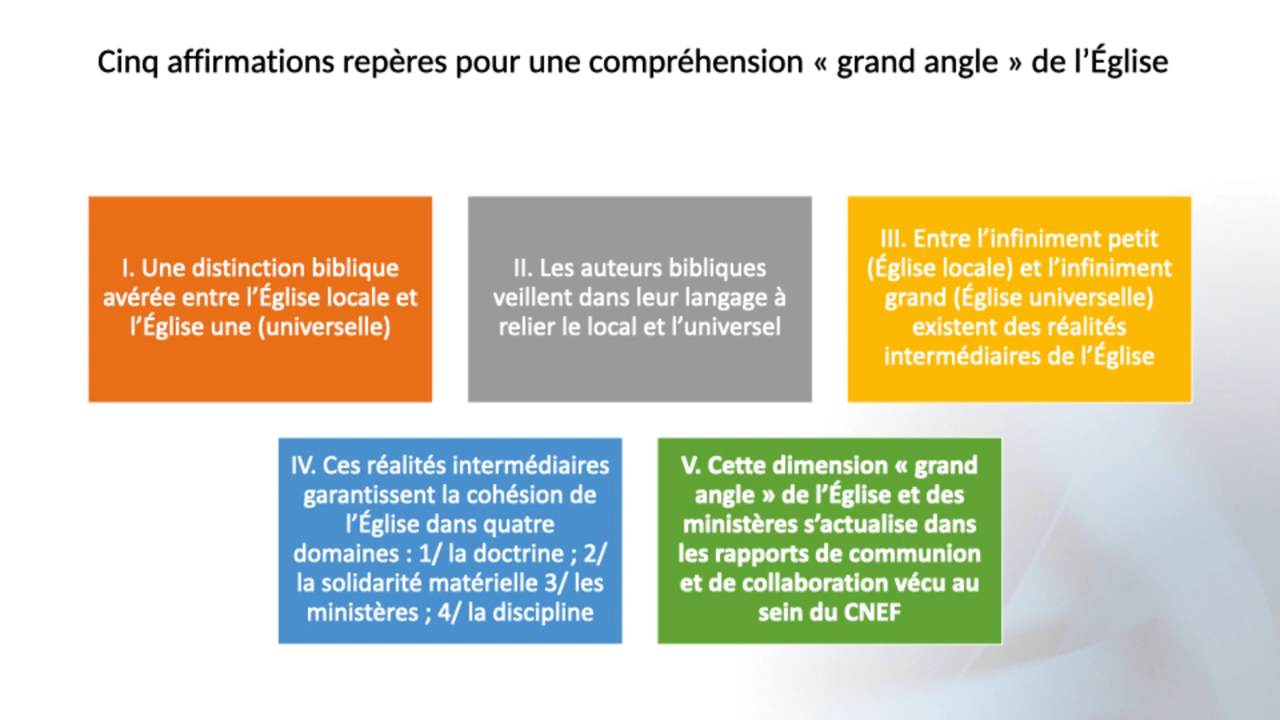 Cinq affirmations repères pour une compréhension « grand angle » de l’Église
I. Une distinction biblique
avérée entre l’Église locale et
l’Église une (universelle)
II. Les auteurs bibliques
veillent dans leur langage à
relier le local et l’universel
III. Entre l’infiniment petit
(Église locale) et l’infiniment
grand (Église universelle)
existent des réalités
intermédiaires de l’Église
IV. Ces réalités intermédiaires
garantissent la cohésion de
l’Église dans quatre
domaines : 1/ la doctrine ; 2/
la solidarité matérielle 3/ les
ministères ; 4/ la discipline
V. Cette dimension « grand
angle » de l’Église et des
ministères s’actualise dans
les rapports de communion
et de collaboration vécu au
sein du CNEF